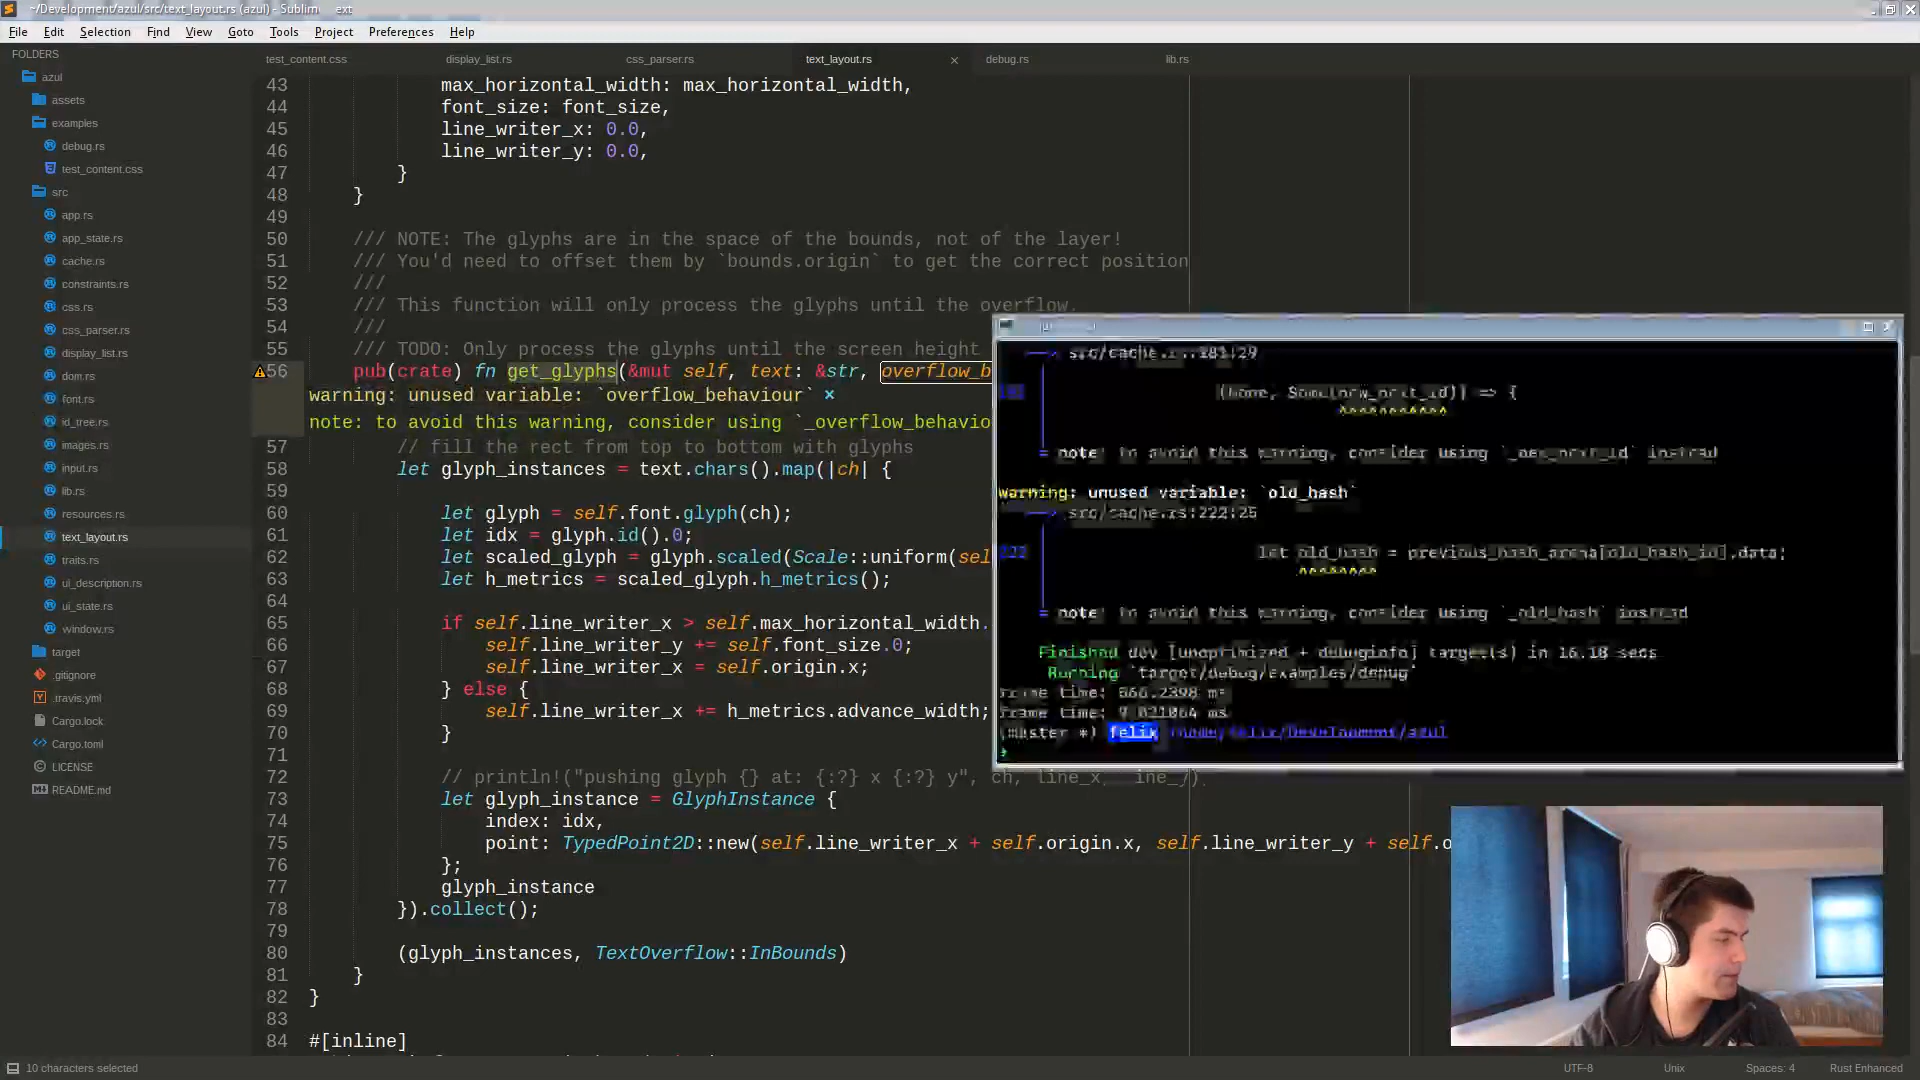 ~/Development/azul/src/text_layout.rs (azul) - Sublim ext
File Edit Selection Find View Goto Tools Project Preferences Help
FOLDERS
azul
assets
examples
debug.rs
test_content.css
src
app.rs
app_state.rs
cache.rs
constraints.rs
css.rs
css_parser.rs
display_list.rs
dom.rs
font.rs
id_tree.rs
images.rs
input.rs
lib.rs
resources.rs
text_layout.rs
traits.rs
ui_description.rs
ui_state.rs
window.rs
target
.gitignore
.travis.yml
Cargo.lock
Cargo.toml
LICENSE
README.md
test_content.css display_list.rs css_parser.rs text_layout.rs × debug.rs lib.rs
43 max_horizontal_width: max_horizontal_width,
44 font_size: font_size,
45 line_writer_x: 0.0,
46 line_writer_y: 0.0,
47 }
48 }
49
50 /// NOTE: The glyphs are in the space of the bounds, not of the layer!
51 /// You'd need to offset them by `bounds.origin` to get the correct position
52 ///
53 /// This function will only process the glyphs until the overflow.
54 ///
55 /// TODO: Only process the glyphs until the screen height
56 pub(crate) fn get_glyphs(&mut self, text: &str, overflow_b
warning: unused variable: `overflow_behaviour` ×
note: to avoid this warning, consider using `_overflow_behavio
57 // fill the rect from top to bottom with glyphs
58 let glyph_instances = text.chars().map(|ch| {
59
60 let glyph = self.font.glyph(ch);
61 let idx = glyph.id().0;
62 let scaled_glyph = glyph.scaled(Scale::uniform(sel
63 let h_metrics = scaled_glyph.h_metrics();
64
65 if self.line_writer_x > self.max_horizontal_width.
66 self.line_writer_y += self.font_size.0;
67 self.line_writer_x = self.origin.x;
68 } else {
69 self.line_writer_x += h_metrics.advance_width;
70 }
71
72 // println!("pushing glyph {} at: {:?} x {:?} y", ch, line_x, ine_y)
73 let glyph_instance = GlyphInstance {
74 index: idx,
75 point: TypedPoint2D::new(self.line_writer_x + self.origin.x, self.line_writer_y + self.o
76 };
77 glyph_instance
78 }).collect();
79
80 (glyph_instances, TextOverflow::InBounds)
81 }
82 }
83
84 #[inline]
--> src/cache.rs:181:29
181 (None, Some(new_next_id)) => {
^^^^^^^^^^^
= note: to avoid this warning, consider using `_new_next_id` instead
warning: unused variable: `old_hash`
--> src/cache.rs:222:25
222 let old_hash = previous_hash_arena[old_hash_id].data;
^^^^^^^^
= note: to avoid this warning, consider using `_old_hash` instead
Finished dev [unoptimized + debuginfo] target(s) in 16.18 secs
Running `target/debug/examples/debug`
frame time: 666.2398 ms
frame time: ms
(master *) felix /home/felix/Development/azul
10 characters selected
UTF-8 Unix Spaces: 4 Rust Enhanced